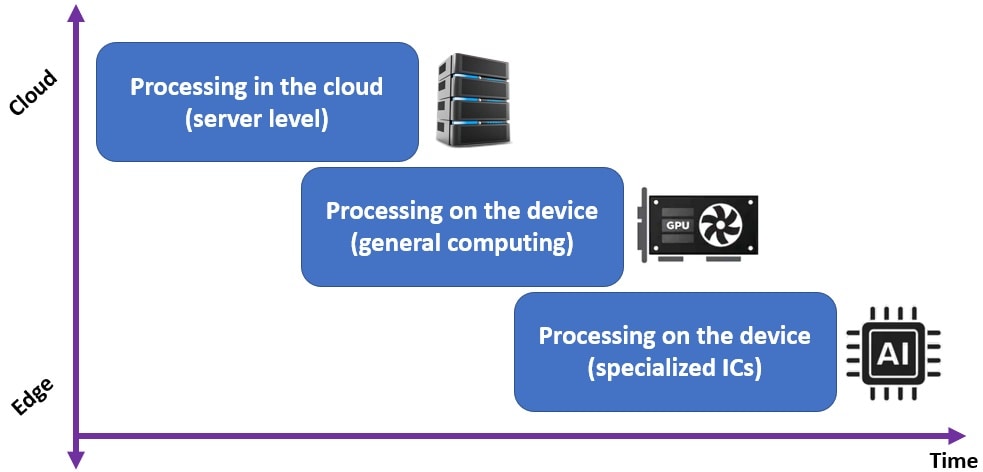 Cloud
Processing in the cloud
(server level)
Processing on the device
(general computing)
GPU
Processing on the device
(specialized ICs)
AI
Edge
Time